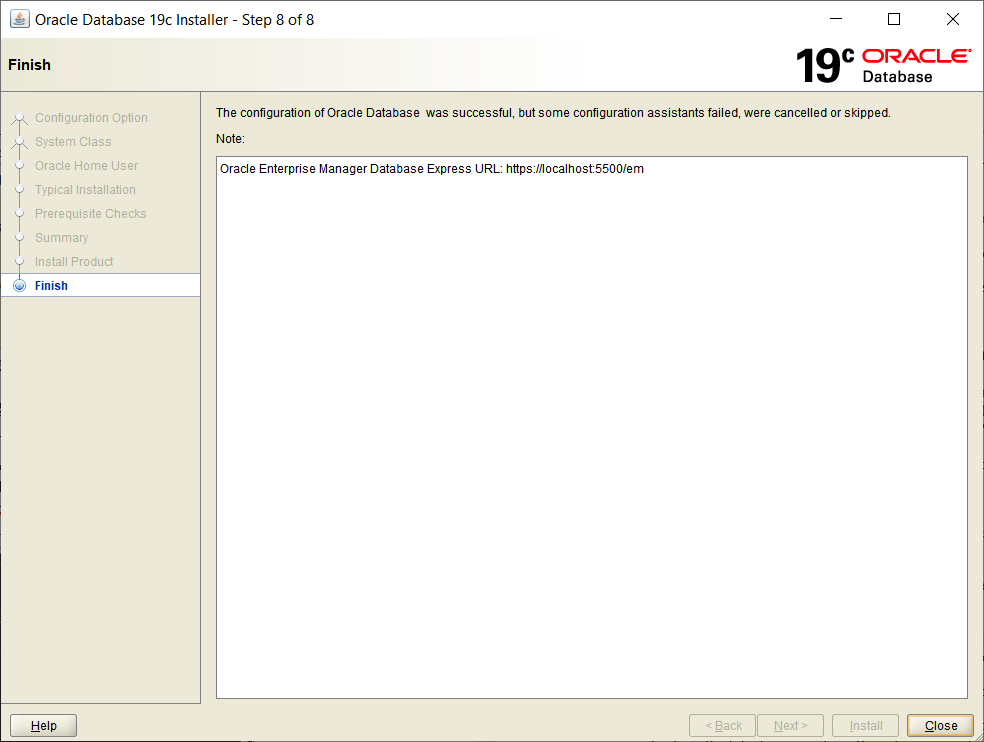 Oracle Database 19c Installer - Step 8 of 8
Finish
19c ORACLE
Database
Configuration Option
System Class
Oracle Home User
Typical Installation
Prerequisite Checks
Summary
Install Product
Finish
The configuration of Oracle Database  was successful, but some configuration assistants failed, were cancelled or skipped.
Note:
Oracle Enterprise Manager Database Express URL: https://localhost:5500/em
Help
< Back
Next >
Install
Close